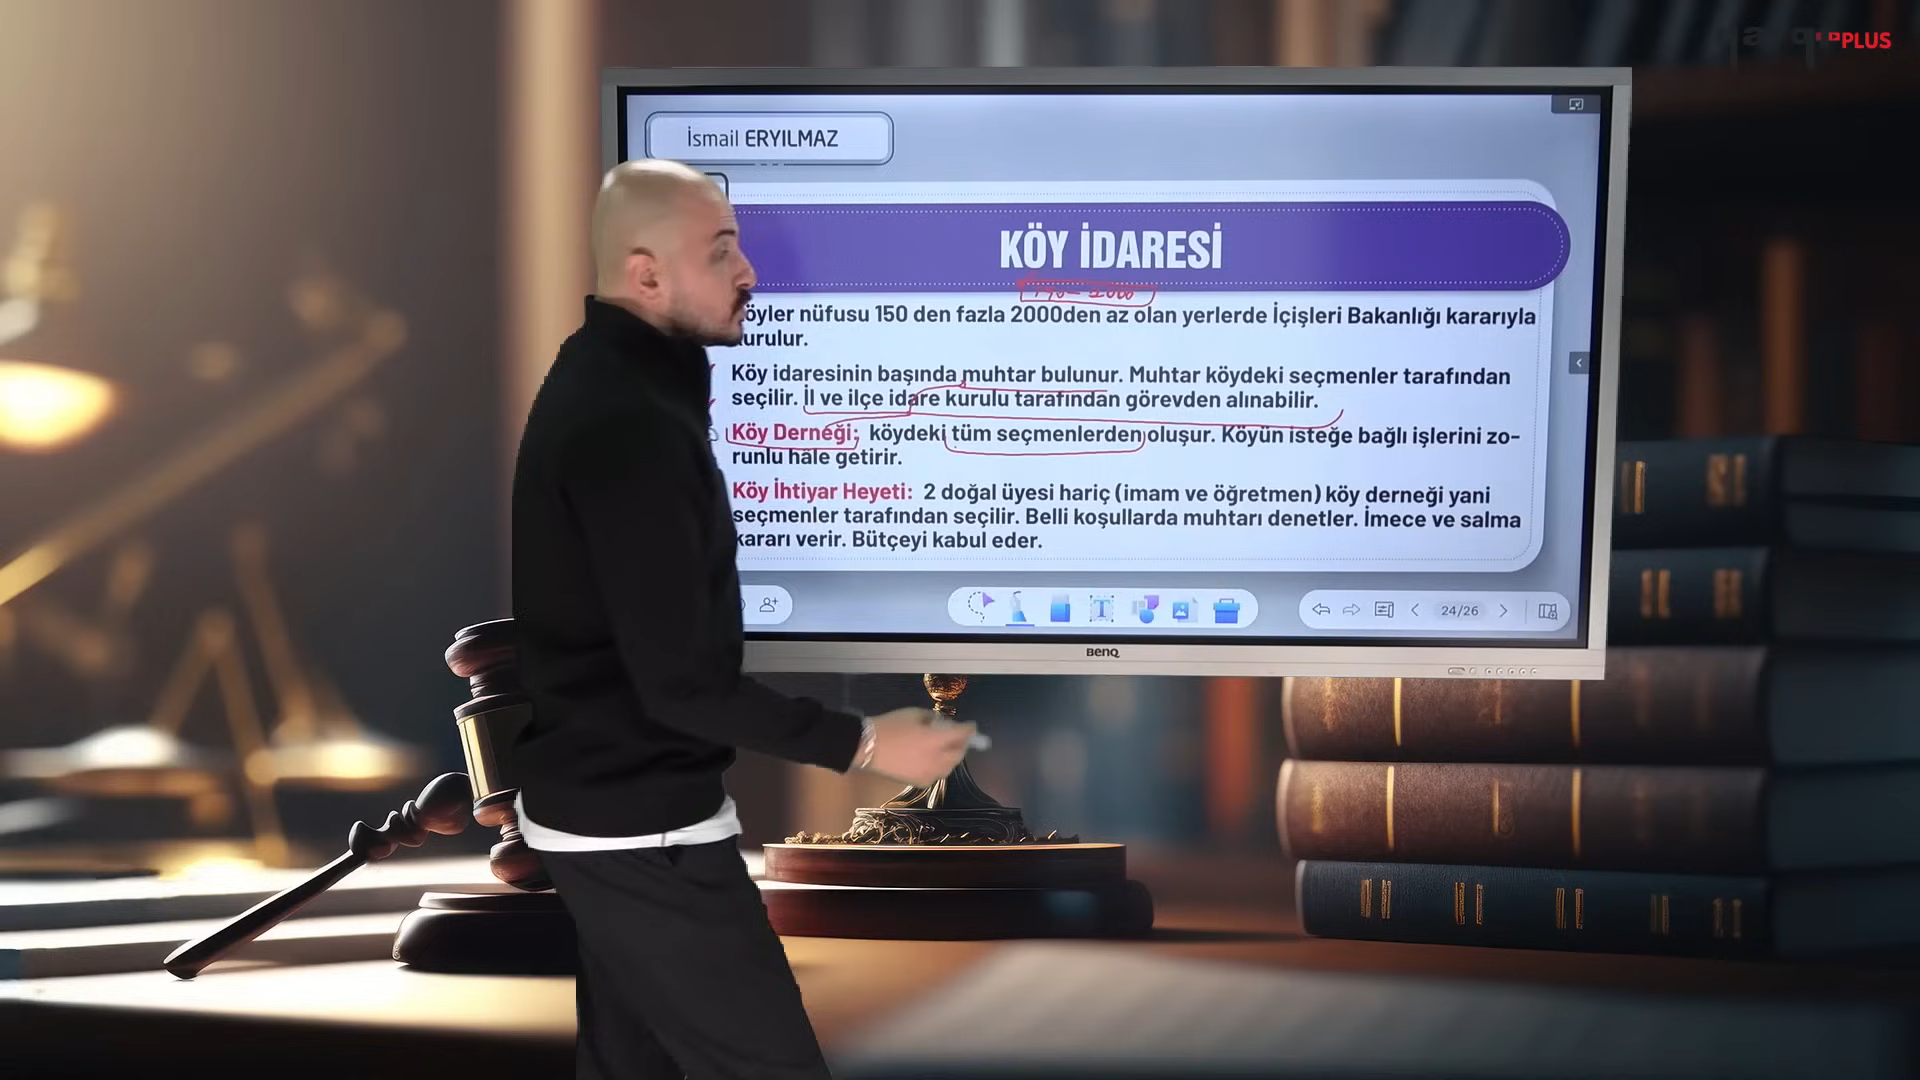 PLUS
İsmail ERYILMAZ
KÖY İDARESİ
150 - 2000
öyler nüfusu 150 den fazla 2000den az olan yerlerde İçişleri Bakanlığı kararıyla
urulur.
Köy idaresinin başında muhtar bulunur. Muhtar köydeki seçmenler tarafından
seçilir. İl ve ilçe idare kurulu tarafından görevden alınabilir.
Köy Derneği; köydeki tüm seçmenlerden oluşur. Köyün isteğe bağlı işlerini zo-
runlu hâle getirir.
Köy İhtiyar Heyeti: 2 doğal üyesi hariç (imam ve öğretmen) köy derneği yani
seçmenler tarafından seçilir. Belli koşullarda muhtarı denetler. İmece ve salma
kararı verir. Bütçeyi kabul eder.
24/26
BenQ